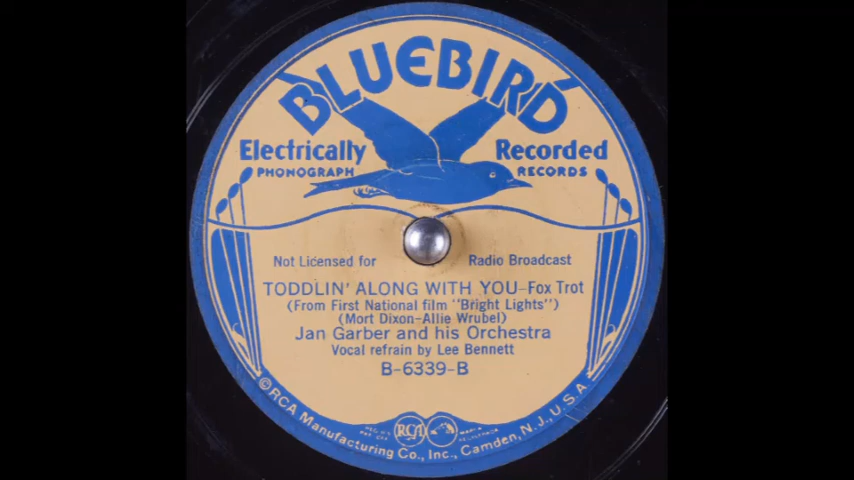 BLUEBIRD
Electrically Recorded
PHONOGRAPH RECORDS
Not Licensed for Radio Broadcast
TODDLIN' ALONG WITH YOU-Fox Trot
(From First National film "Bright Lights")
(Mort Dixon-Allie Wrubel)
Jan Garber and his Orchestra
Vocal refrain by Lee Bennett
B-6339-B
RCA
©RCA Manufacturing Co., Inc., Camden, N.J., U.S.A